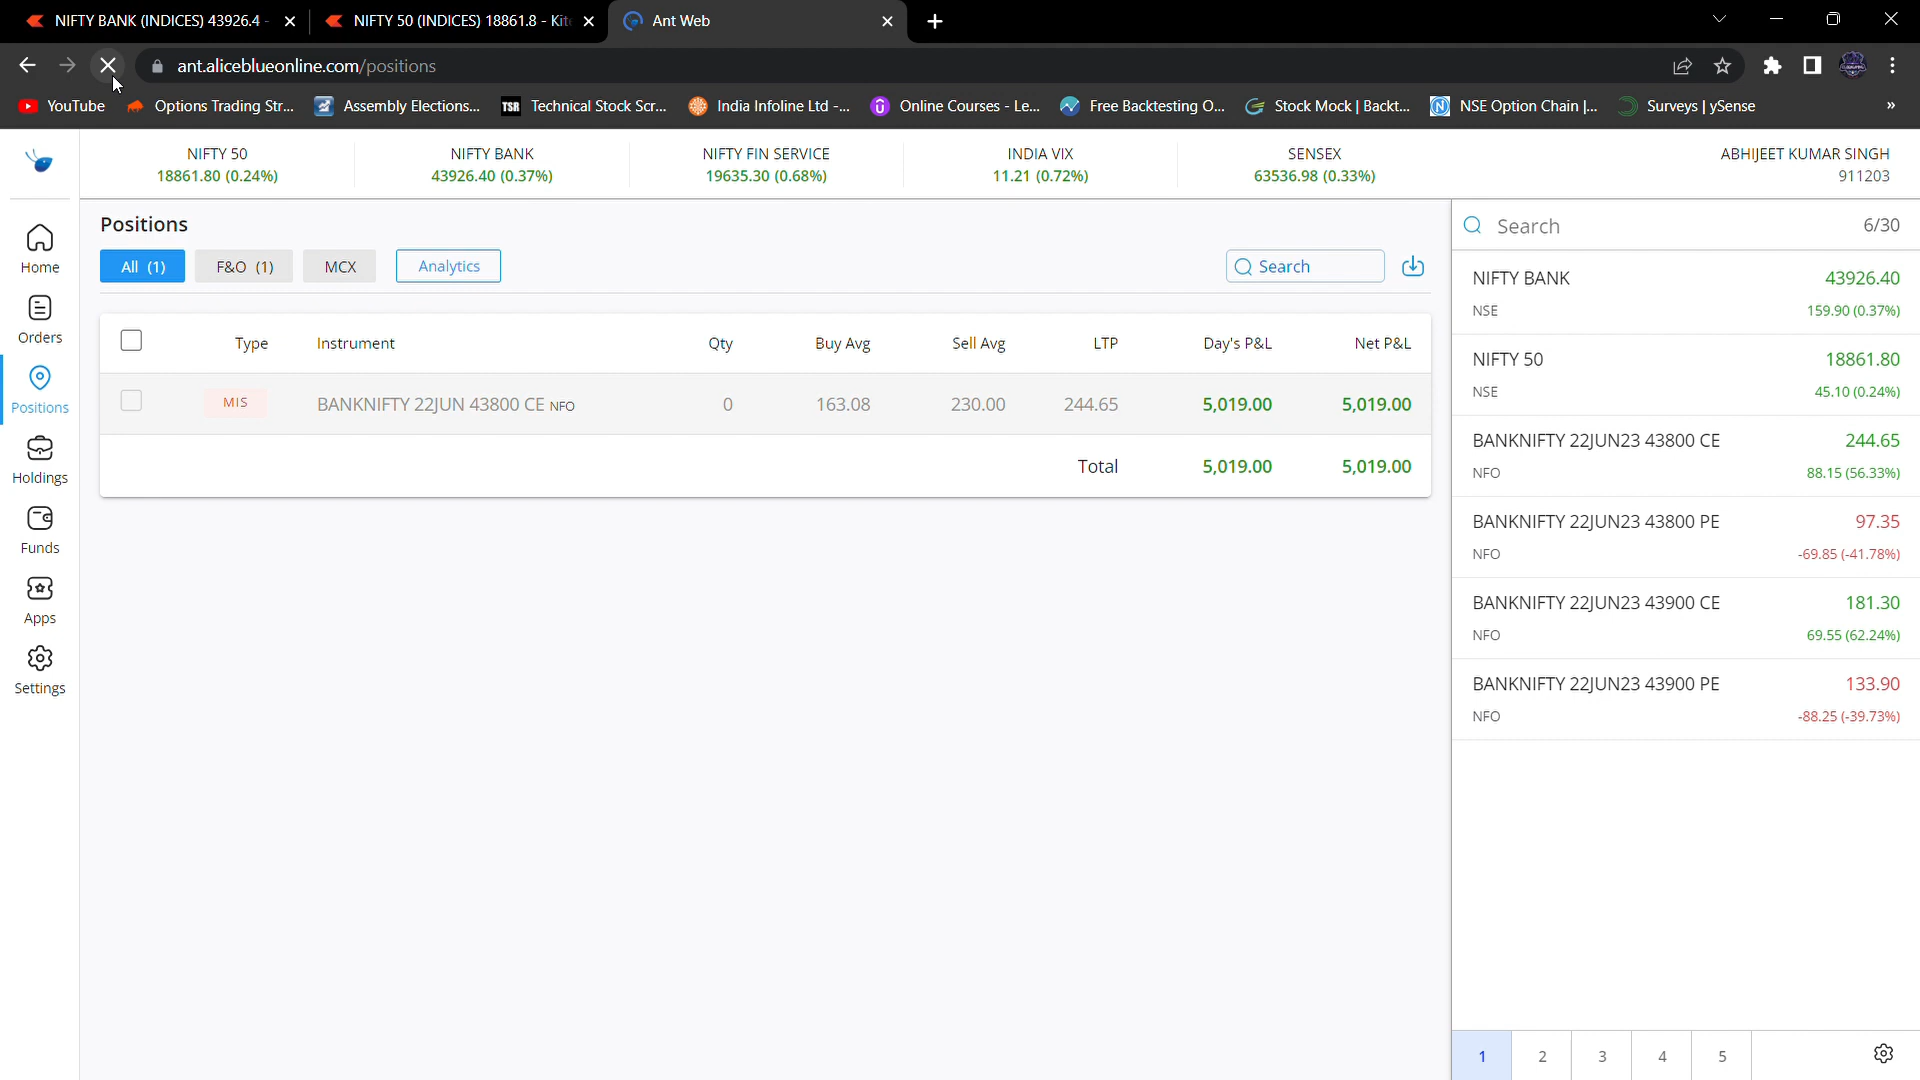 NIFTY BANK (INDICES) 43926.4 -
NIFTY 50 (INDICES) 18861.8 - Kit
Ant Web
ant.aliceblueonline.com/positions
YouTube
Options Trading Str...
Assembly Elections...
TSR
Technical Stock Scr...
India Infoline Ltd -...
Online Courses - Le...
Free Backtesting O...
Stock Mock | Backt...
NSE Option Chain |...
Surveys | ySense
»
NIFTY 50
18861.80 (0.24%)
NIFTY BANK
43926.40 (0.37%)
NIFTY FIN SERVICE
19635.30 (0.68%)
INDIA VIX
11.21 (0.72%)
SENSEX
63536.98 (0.33%)
ABHIJEET KUMAR SINGH
911203
Home
Orders
Positions
Holdings
Funds
Apps
Settings
Positions
All (1)
F&O (1)
MCX
Analytics
Search
Type Instrument Qty Buy Avg Sell Avg LTP Day's P&L Net P&L
MIS BANKNIFTY 22JUN 43800 CE NFO 0 163.08 230.00 244.65 5,019.00 5,019.00
Total 5,019.00 5,019.00
Search 6/30
NIFTY BANK 43926.40
NSE 159.90 (0.37%)
NIFTY 50 18861.80
NSE 45.10 (0.24%)
BANKNIFTY 22JUN23 43800 CE 244.65
NFO 88.15 (56.33%)
BANKNIFTY 22JUN23 43800 PE 97.35
NFO -69.85 (-41.78%)
BANKNIFTY 22JUN23 43900 CE 181.30
NFO 69.55 (62.24%)
BANKNIFTY 22JUN23 43900 PE 133.90
NFO -88.25 (-39.73%)
1 2 3 4 5